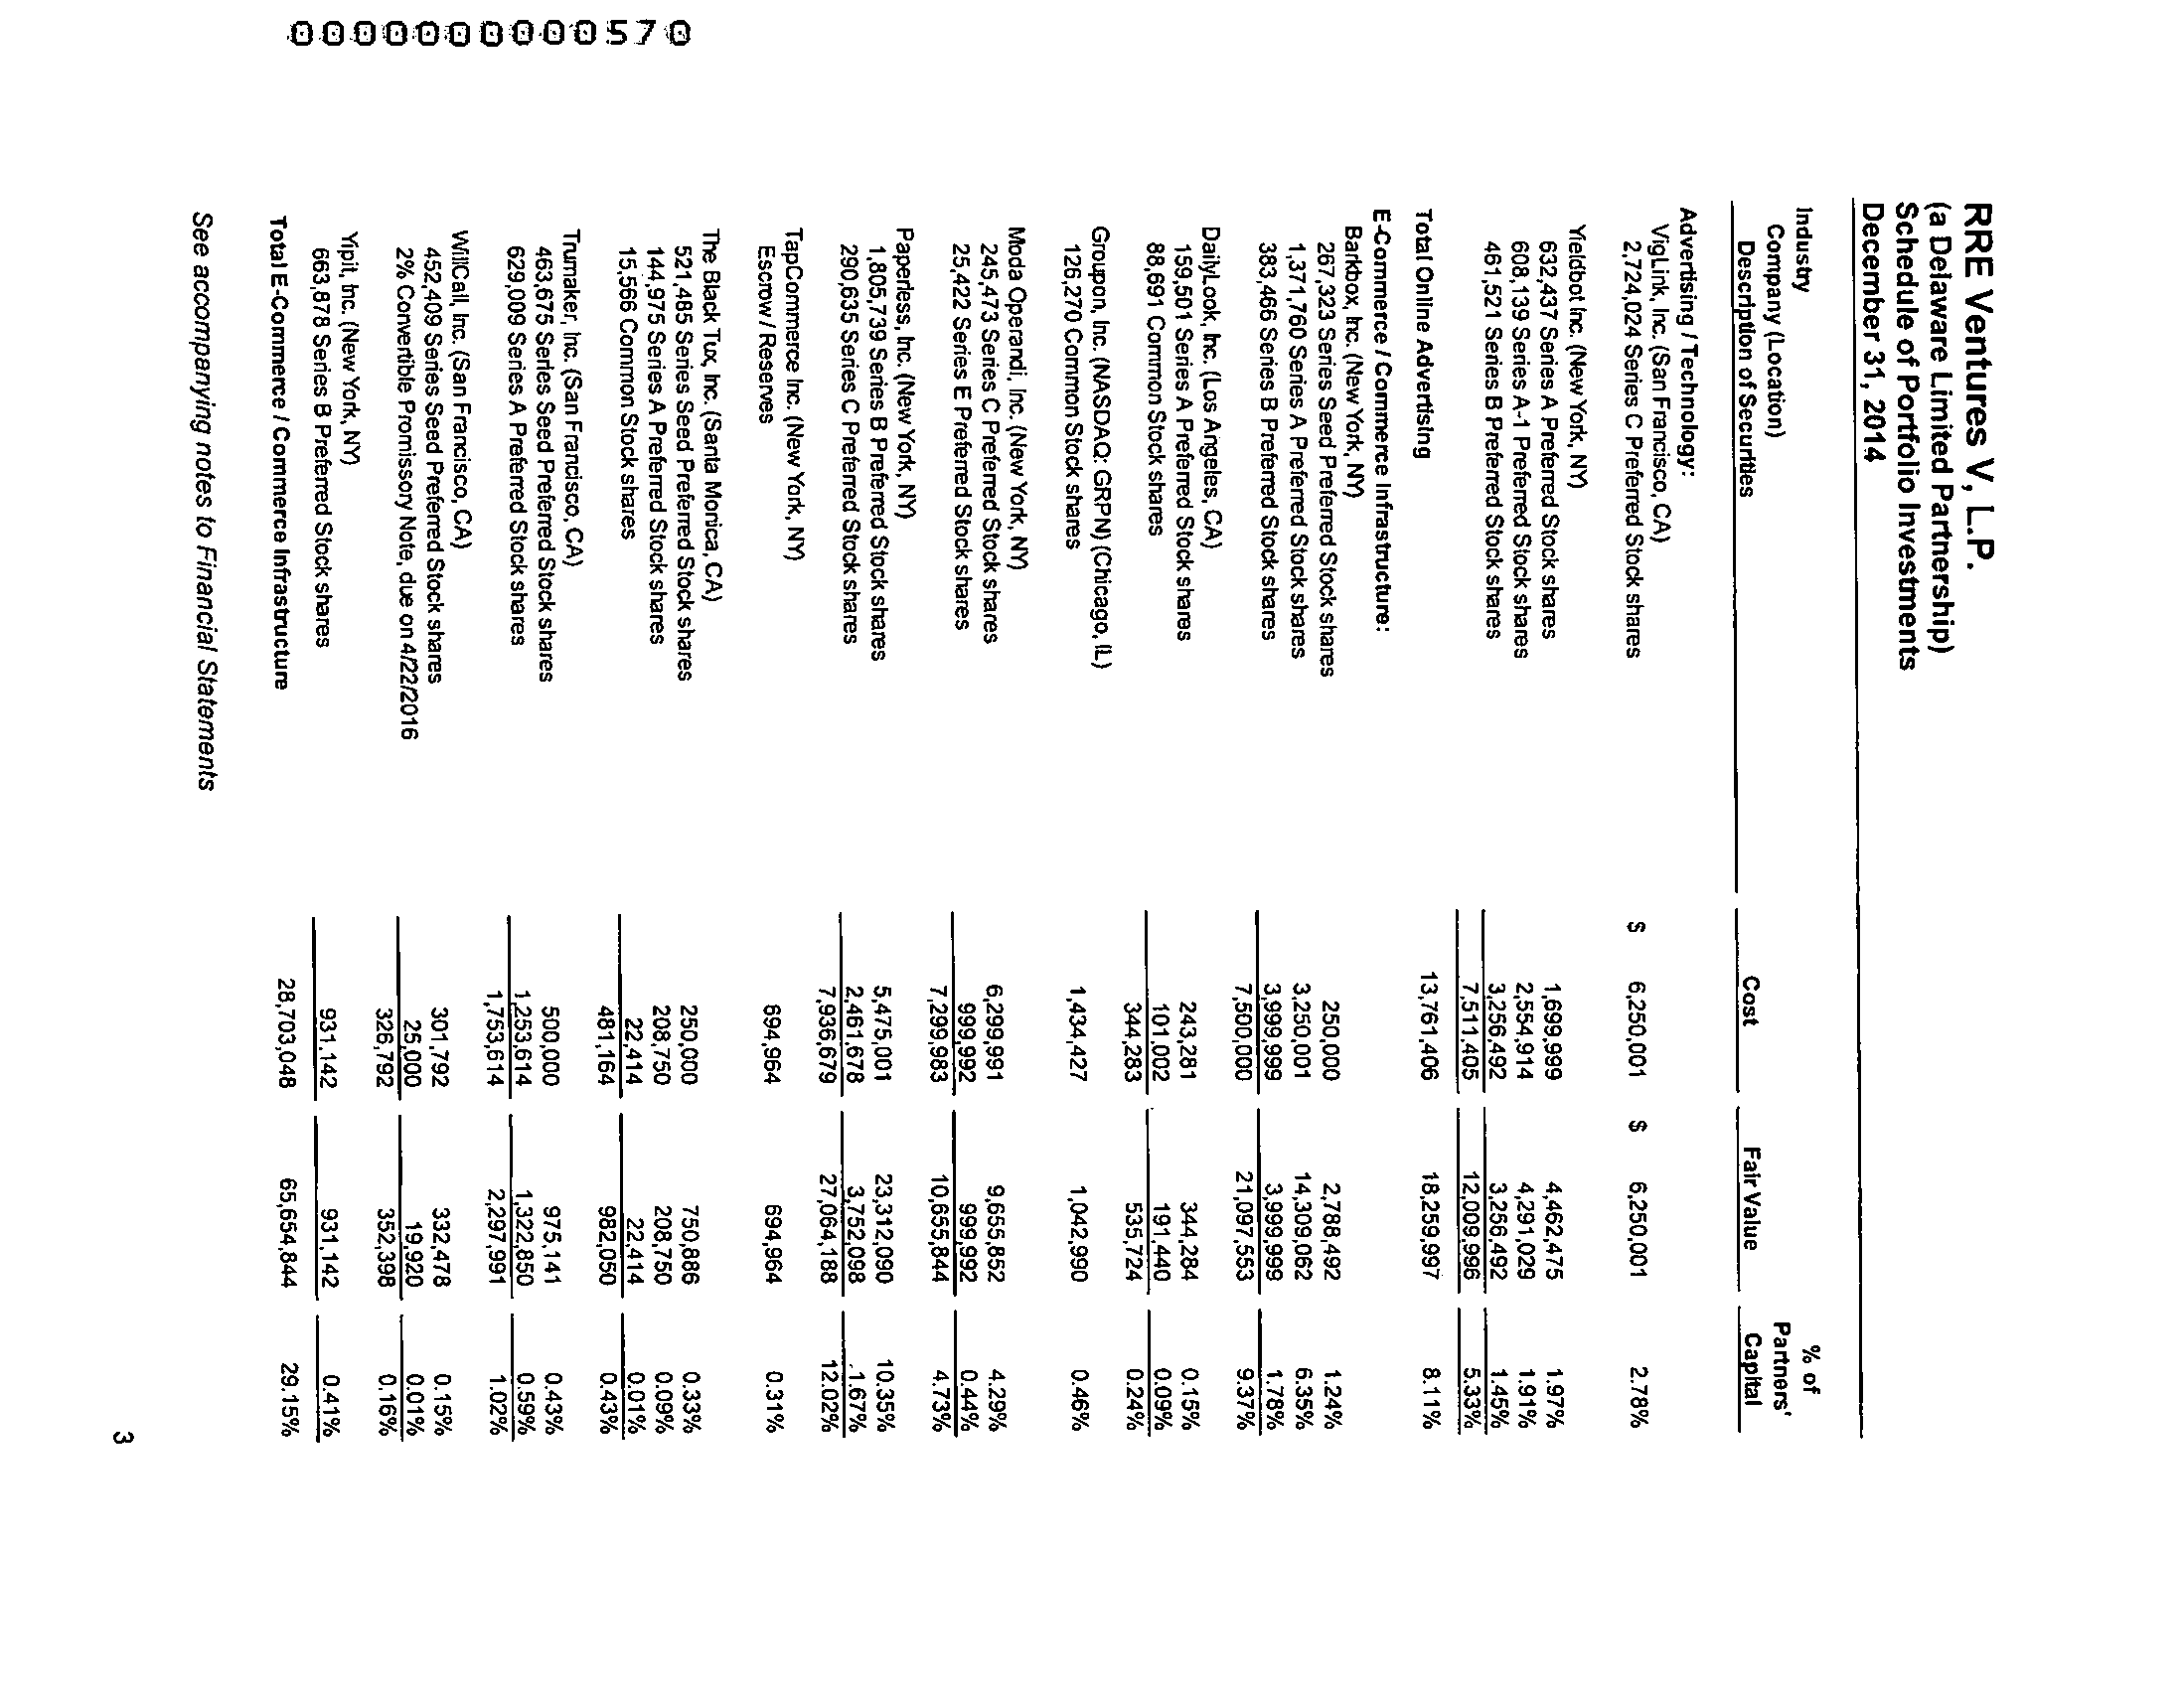 RRE Ventures V, L.P.
(a Delaware Limited Partnership)
Schedule of Portfolio Investments
December 31, 2014
Industry % of
Company (Location) Partners'
Description of Securities Cost Fair Value Capital
Advertising / Technology:
VigLink, Inc. (San Francisco, CA)
2,724,024 Series C Preferred Stock shares $ 6,250,001 $ 6,250,001 2.78%
Yieldbot Inc. (New York, NY)
632,437 Series A Preferred Stock shares 1,699,999 4,462,475 1.97%
608,139 Series A-1 Preferred Stock shares 2,554,914 4,291,029 1.91%
461,521 Series B Preferred Stock shares 3,256,492 3,256,492 1.45%
7,511,405 12,009,996 5.33%
Total Online Advertising 13,761,406 18,259,997 8.11%
E-Commerce / Commerce Infrastructure:
Barkbox, Inc. (New York, NY)
267,323 Series Seed Preferred Stock shares 250,000 2,788,492 1.24%
1,371,760 Series A Preferred Stock shares 3,250,001 14,309,062 6.35%
383,466 Series B Preferred Stock shares 3,999,999 3,999,999 1.78%
7,500,000 21,097,553 9.37%
DailyLook, Inc. (Los Angeles, CA)
159,501 Series A Preferred Stock shares 243,281 344,284 0.15%
88,691 Common Stock shares 101,002 191,440 0.09%
344,283 535,724 0.24%
Groupon, Inc. (NASDAQ: GRPN) (Chicago, IL)
126,270 Common Stock shares 1,434,427 1,042,990 0.46%
Moda Operandi, Inc. (New York, NY)
245,473 Series C Preferred Stock shares 6,299,991 9,655,852 4.29%
25,422 Series E Preferred Stock shares 999,992 999,992 0.44%
7,299,983 10,655,844 4.73%
Paperless, Inc. (New York, NY)
1,805,739 Series B Preferred Stock shares 5,475,001 23,312,090 10.35%
290,635 Series C Preferred Stock shares 2,461,678 3,752,098 1.67%
7,936,679 27,064,188 12.02%
TapCommerce Inc. (New York, NY)
Escrow / Reserves 694,964 694,964 0.31%
The Black Tux, Inc. (Santa Monica, CA)
521,485 Series Seed Preferred Stock shares 250,000 750,886 0.33%
144,975 Series A Preferred Stock shares 208,750 208,750 0.09%
15,566 Common Stock shares 22,414 22,414 0.01%
481,164 982,050 0.43%
Trumaker, Inc. (San Francisco, CA)
463,675 Series Seed Preferred Stock shares 500,000 975,141 0.43%
629,009 Series A Preferred Stock shares 1,253,614 1,322,850 0.59%
1,753,614 2,297,991 1.02%
WillCall, Inc. (San Francisco, CA)
452,409 Series Seed Preferred Stock shares 301,792 332,478 0.15%
2% Convertible Promissory Note, due on 4/22/2016 25,000 19,920 0.01%
326,792 352,398 0.16%
Yipit, Inc. (New York, NY)
663,878 Series B Preferred Stock shares 931,142 931,142 0.41%
Total E-Commerce / Commerce Infrastructure 28,703,048 65,654,844 29.15%
See accompanying notes to Financial Statements
3
0000000000570